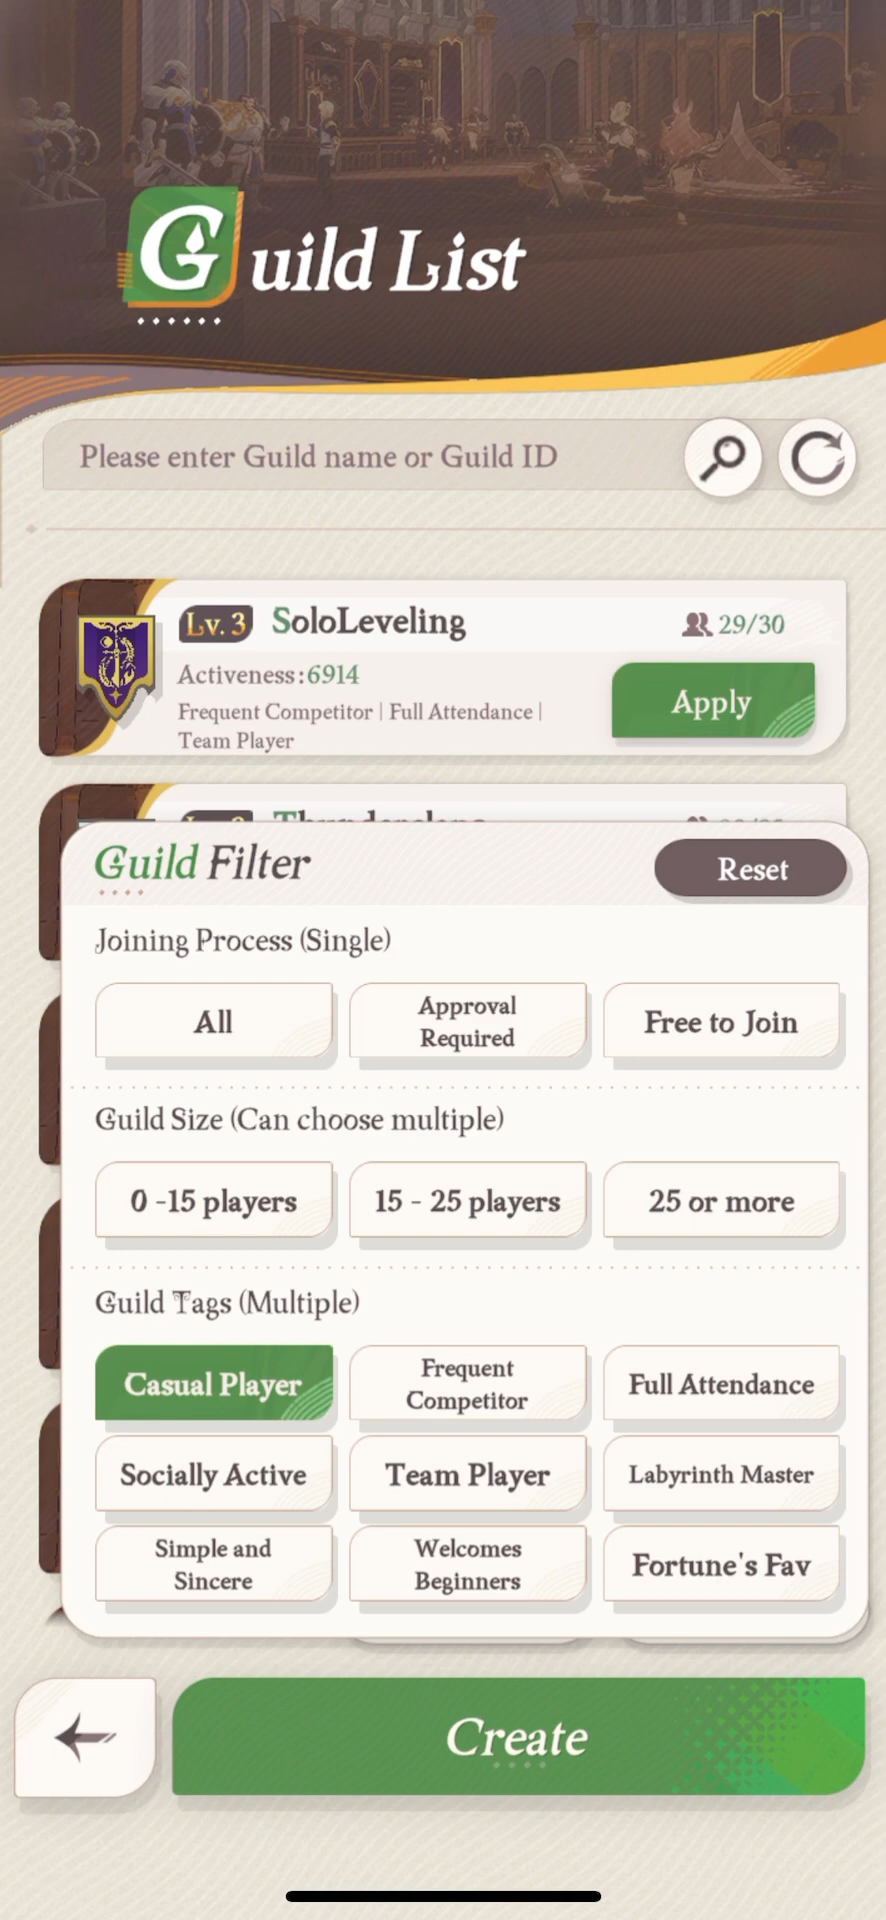 Guild List
Please enter Guild name or Guild ID
Lv. 3 SoloLeveling 29/30
Activeness:6914
Frequent Competitor | Full Attendance |
Team Player
Apply
Guild Filter
Reset
Joining Process (Single)
All
Approval
Required
Free to Join
Guild Size (Can choose multiple)
0 -15 players
15 - 25 players
25 or more
Guild Tags (Multiple)
Casual Player
Frequent
Competitor
Full Attendance
Socially Active
Team Player
Labyrinth Master
Simple and
Sincere
Welcomes
Beginners
Fortune's Fav
Create